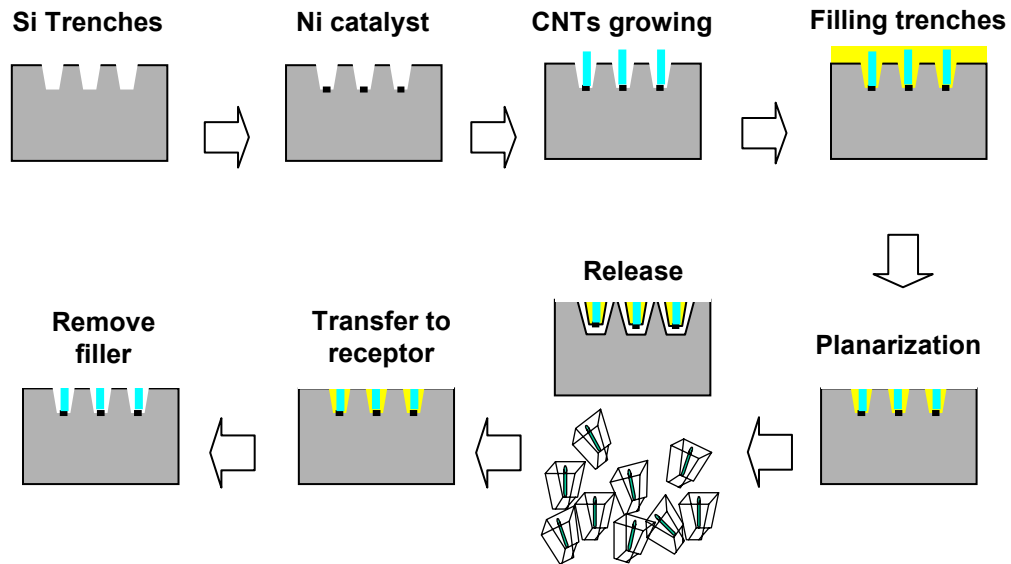 Si Trenches
Ni catalyst
CNTs growing
Filling trenches
Planarization
Release
Transfer to
receptor
Remove
filler